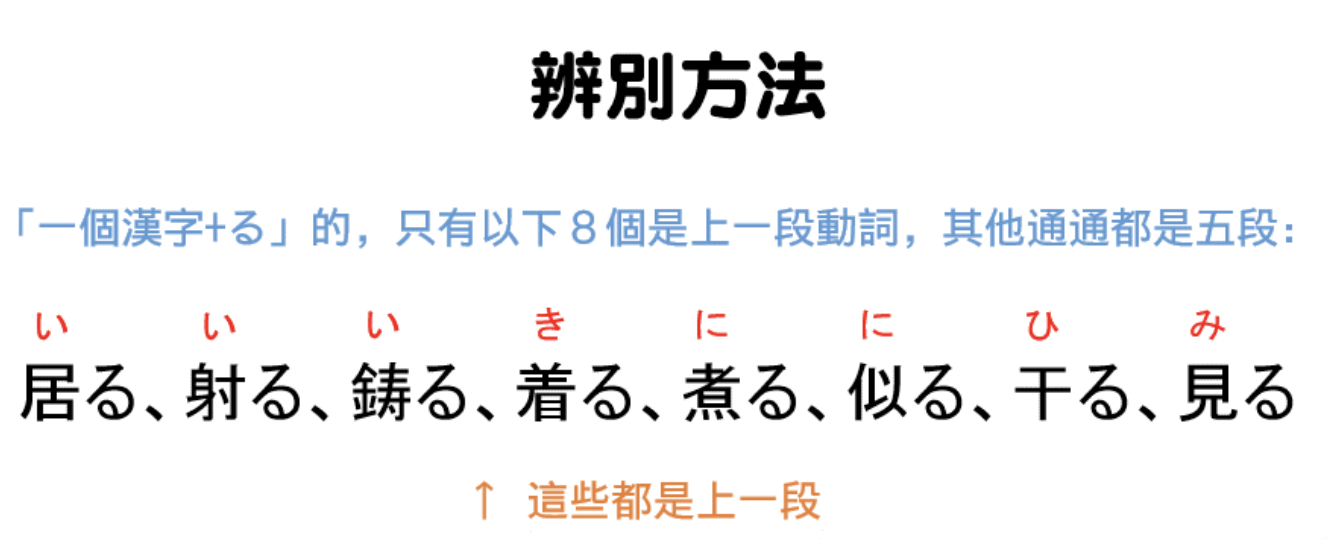 辨別方法
「一個漢字+る」的，只有以下８個是上一段動詞，其他通通都是五段：
い い い き に に ひ み
居る、射る、鋳る、着る、煮る、似る、干る、見る
↑ 這些都是上一段